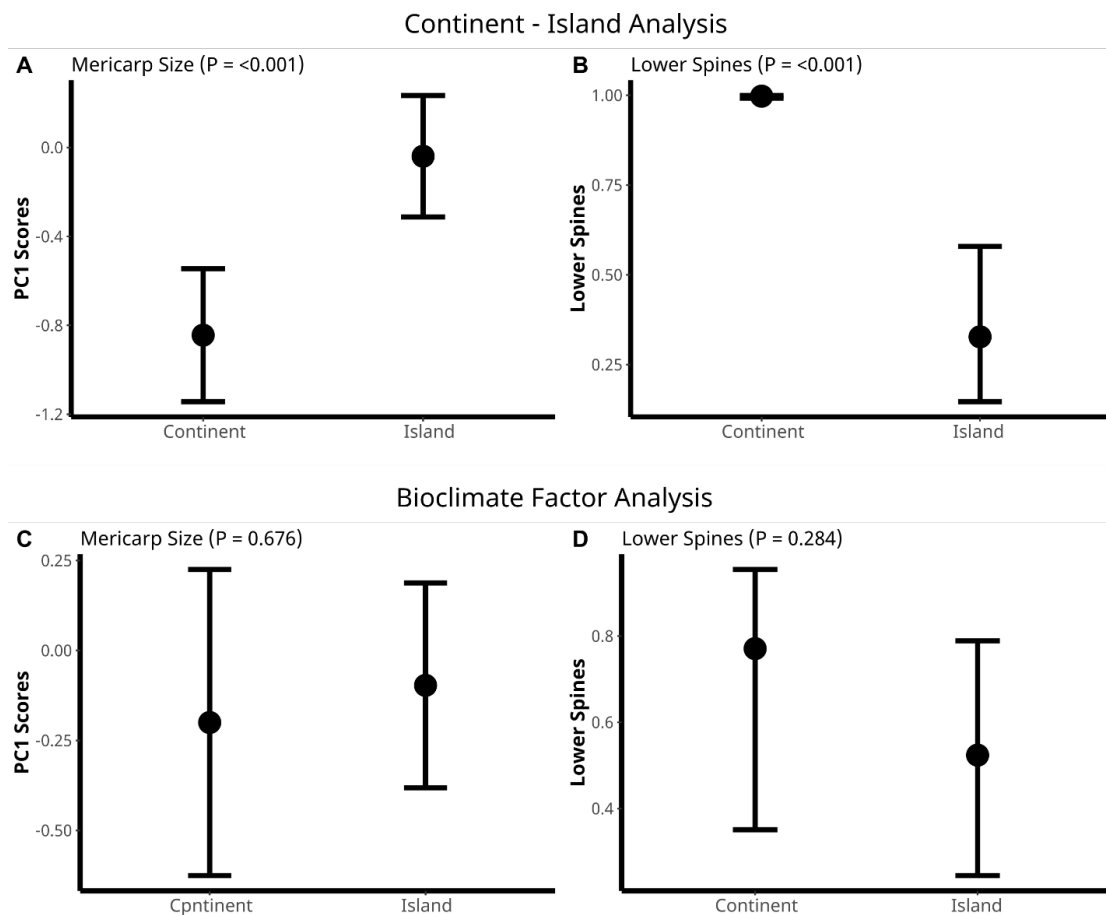 Continent - Island Analysis
A Mericarp Size (P = <0.001)
PC1 Scores
0.0
-0.4
-0.8
-1.2
Continent Island
B Lower Spines (P = <0.001)
Lower Spines
1.00
0.75
0.50
0.25
Continent Island
Bioclimate Factor Analysis
C Mericarp Size (P = 0.676)
PC1 Scores
0.25
0.00
-0.25
-0.50
Cpntinent Island
D Lower Spines (P = 0.284)
Lower Spines
0.8
0.6
0.4
Continent Island